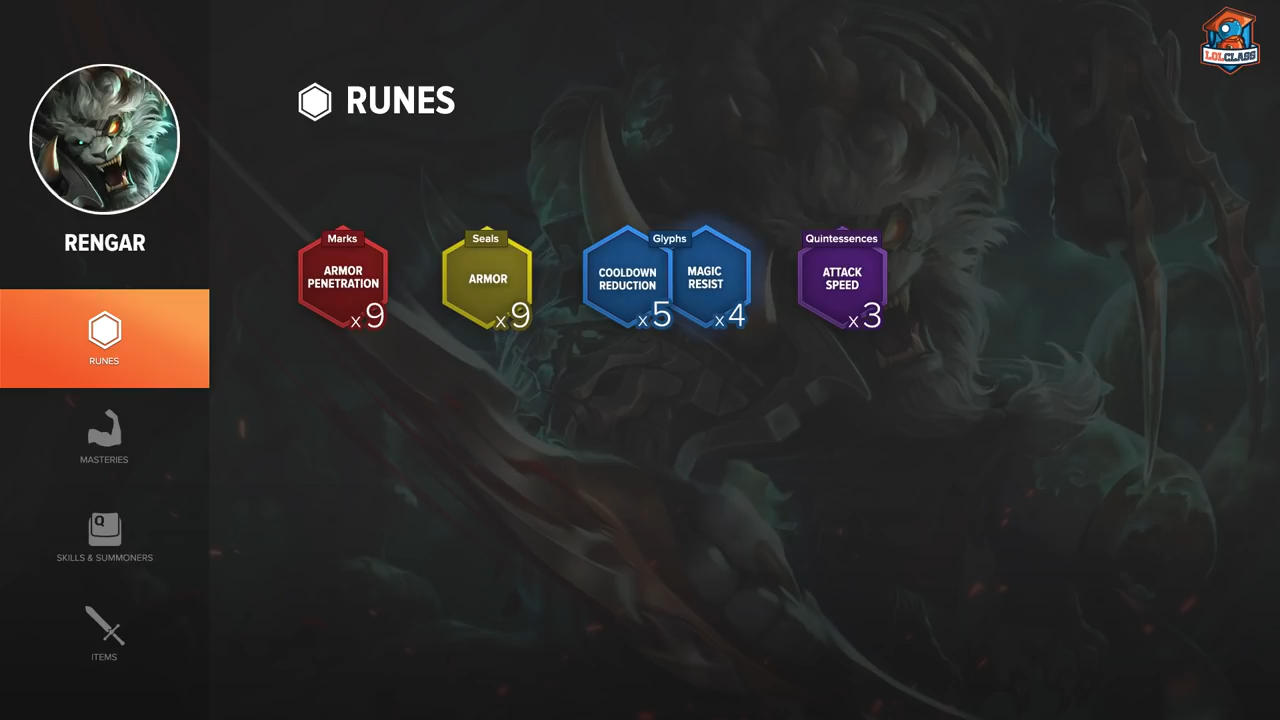 LOLCLASS
RUNES
RENGAR
Marks
ARMOR
PENETRATION
x9
Seals
ARMOR
x9
Glyphs
COOLDOWN
REDUCTION
x5
MAGIC
RESIST
x4
Quintessences
ATTACK
SPEED
x3
RUNES
MASTERIES
Q
SKILLS & SUMMONERS
ITEMS